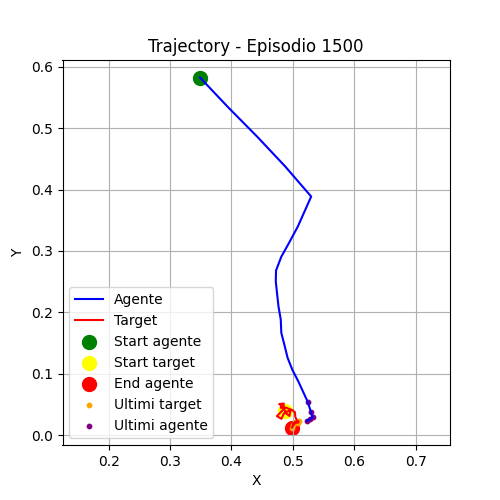 Trajectory - Episodio 1500
0.6
0.5
0.4
0.3
0.2
0.1
0.0
Y
Agente
Target
Start agente
Start target
End agente
Ultimi target
Ultimi agente
0.2 0.3 0.4 0.5 0.6 0.7
X